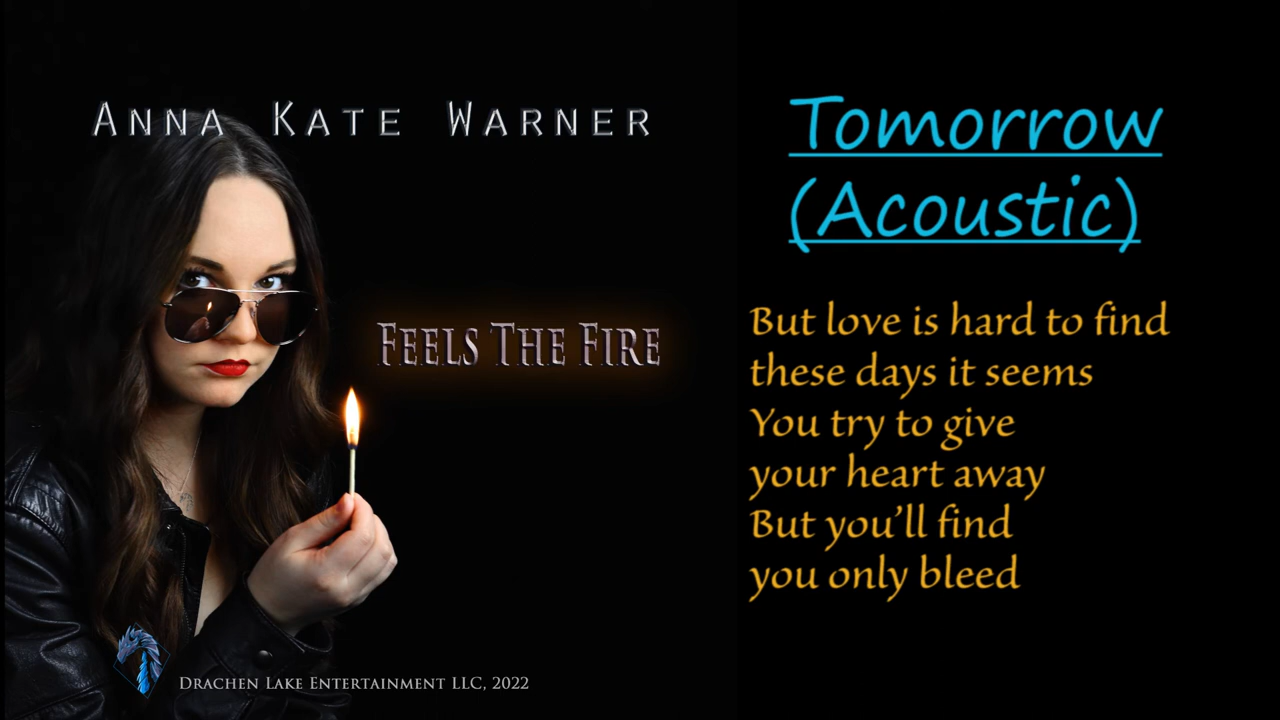 Anna Kate Warner
Feels The Fire
Drachen Lake Entertainment LLC, 2022
Tomorrow
(Acoustic)
But love is hard to find
these days it seems
You try to give
your heart away
But you’ll find
you only bleed